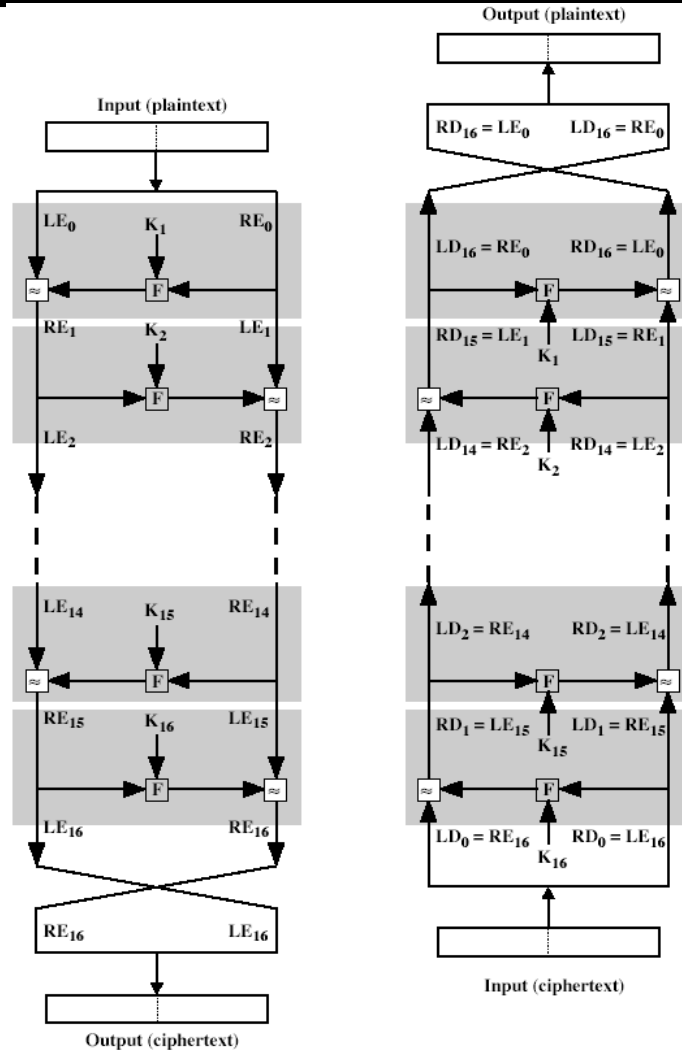 Input (plaintext)
LE₀
K₁
RE₀
≈
F
RE₁
K₂
LE₁
F
≈
LE₂
RE₂
LE₁₄
K₁₅
RE₁₄
≈
F
RE₁₅
K₁₆
LE₁₅
F
≈
LE₁₆
RE₁₆
RE₁₆
LE₁₆
Output (ciphertext)
Output (plaintext)
RD₁₆ = LE₀
LD₁₆ = RE₀
LD₁₆ = RE₀
RD₁₆ = LE₀
F
≈
RD₁₅ = LE₁
K₁
LD₁₅ = RE₁
≈
F
LD₁₄ = RE₂
K₂
RD₁₄ = LE₂
LD₂ = RE₁₄
RD₂ = LE₁₄
F
≈
RD₁ = LE₁₅
K₁₅
LD₁ = RE₁₅
≈
F
LD₀ = RE₁₆
K₁₆
RD₀ = LE₁₆
Input (ciphertext)